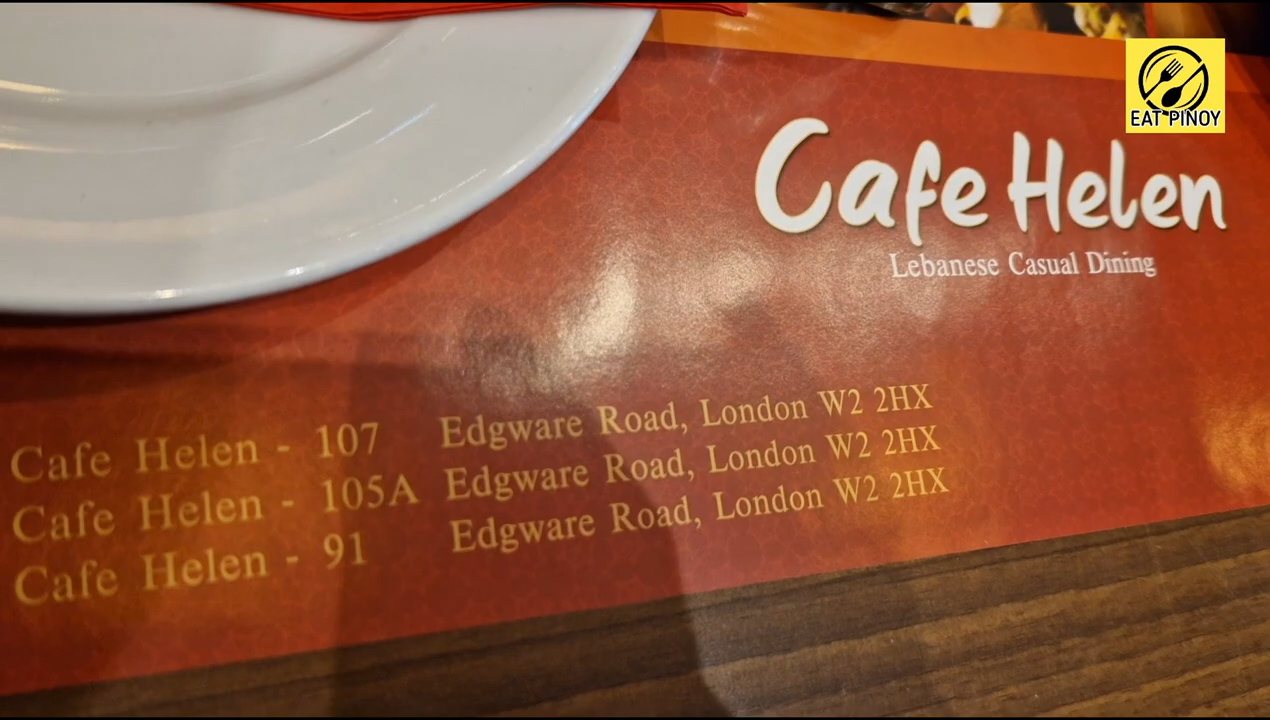 EAT PINOY
Cafe Helen
Lebanese Casual Dining
Cafe Helen - 107 Edgware Road, London W2 2HX
Cafe Helen - 105A Edgware Road, London W2 2HX
Cafe Helen - 91 Edgware Road, London W2 2HX